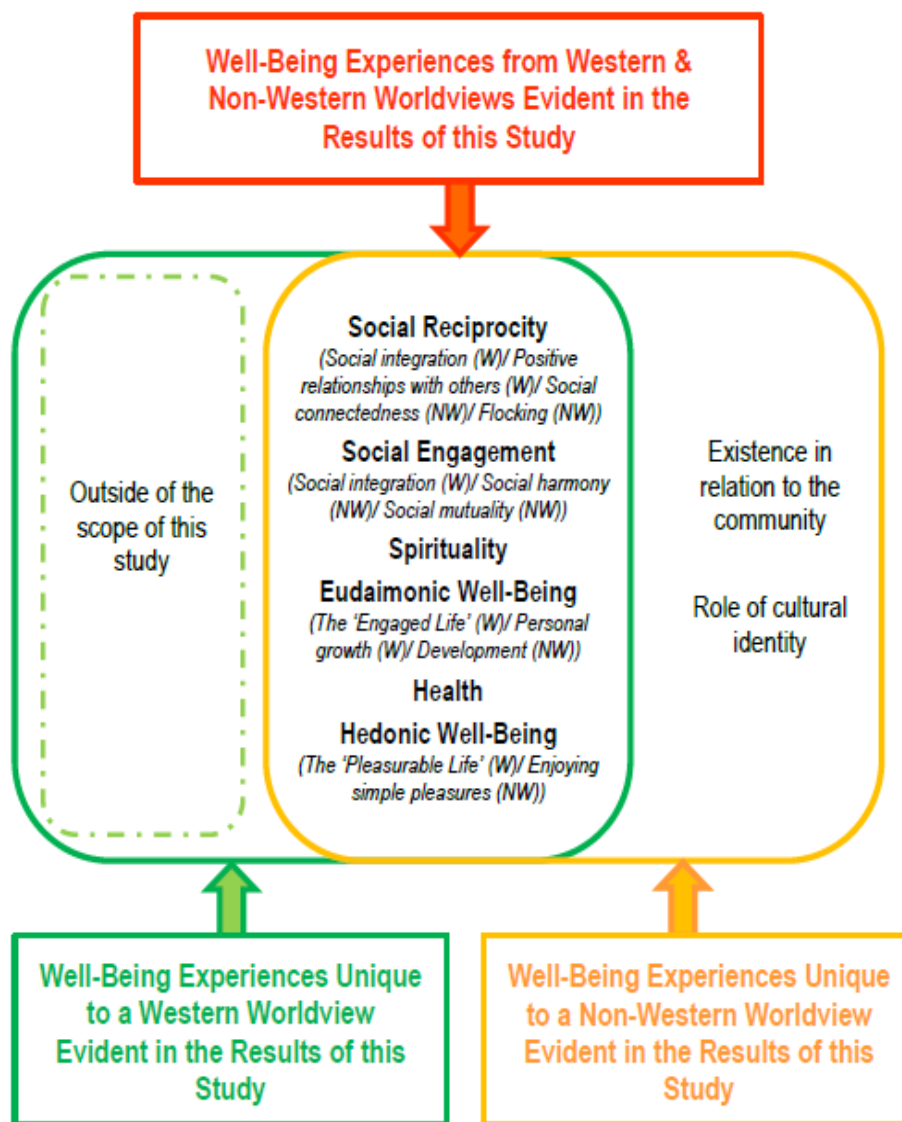 Well-Being Experiences from Western &
Non-Western Worldviews Evident in the
Results of this Study
Outside of the
scope of this
study
Social Reciprocity
(Social integration (W)/ Positive
relationships with others (W)/ Social
connectedness (NW)/ Flocking (NW))
Social Engagement
(Social integration (W)/ Social harmony
(NW)/ Social mutuality (NW))
Spirituality
Eudaimonic Well-Being
(The 'Engaged Life' (W)/ Personal
growth (W)/ Development (NW))
Health
Hedonic Well-Being
(The 'Pleasurable Life' (W)/ Enjoying
simple pleasures (NW))
Existence in
relation to the
community
Role of cultural
identity
Well-Being Experiences Unique
to a Western Worldview
Evident in the Results of this
Study
Well-Being Experiences Unique
to a Non-Western Worldview
Evident in the Results of this
Study